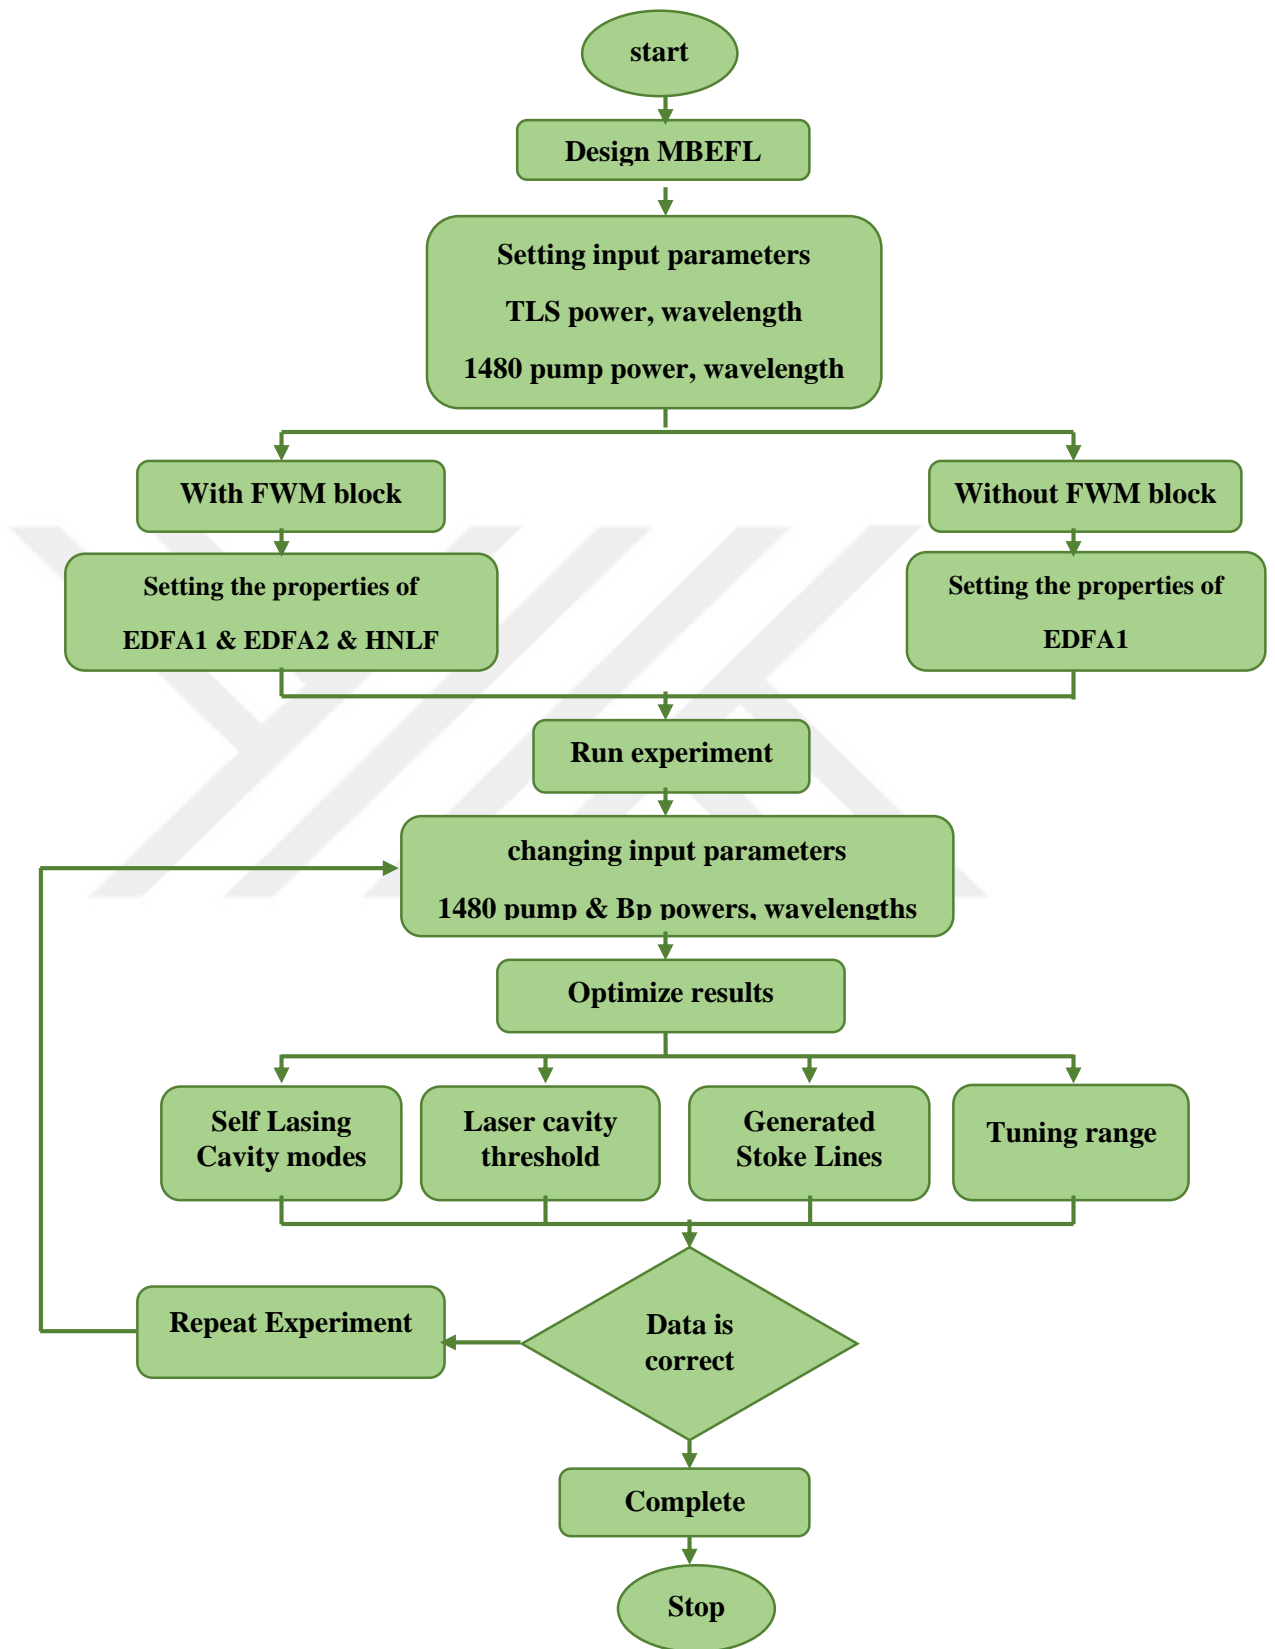 start
Design MBEFL
Setting input parameters
TLS power, wavelength
1480 pump power, wavelength
With FWM block
Without FWM block
Setting the properties of
EDFA1 & EDFA2 & HNLF
Setting the properties of
EDFA1
Run experiment
changing input parameters
1480 pump & Bp powers, wavelengths
Optimize results
Self Lasing
Cavity modes
Laser cavity
threshold
Generated
Stoke Lines
Tuning range
Repeat Experiment
Data is
correct
Complete
Stop